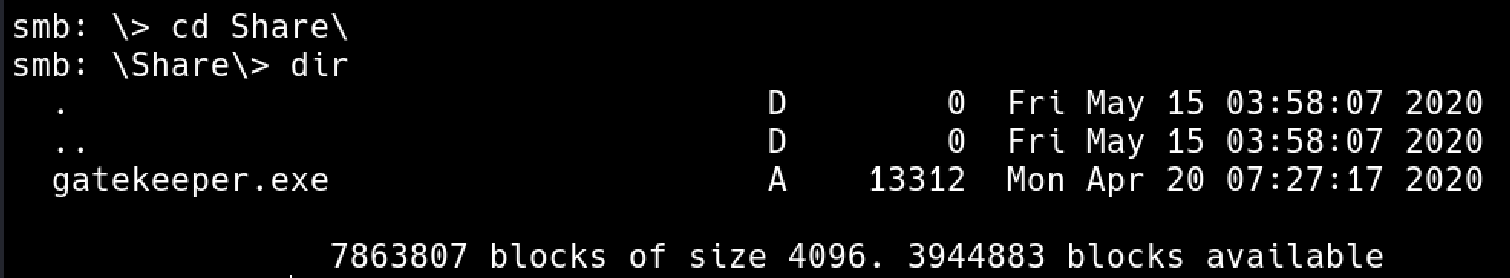 smb: \> cd Share\
smb: \Share\> dir
. D 0 Fri May 15 03:58:07 2020
.. D 0 Fri May 15 03:58:07 2020
gatekeeper.exe A 13312 Mon Apr 20 07:27:17 2020
7863807 blocks of size 4096. 3944883 blocks available